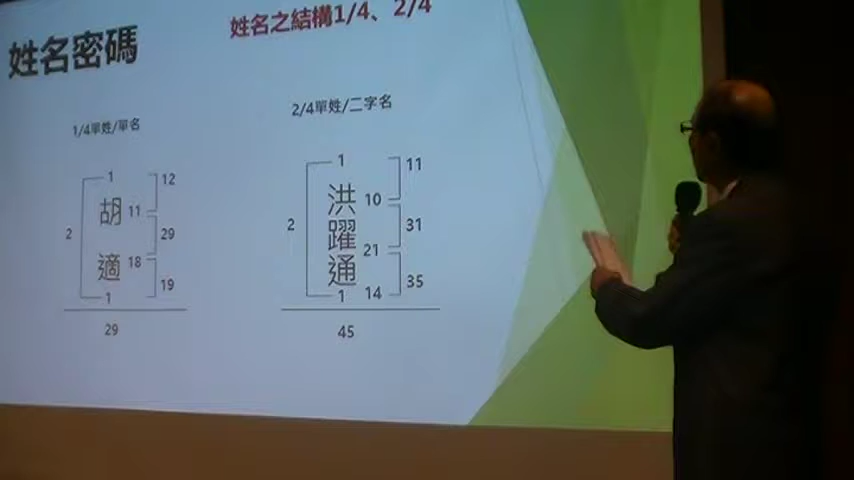 姓名密碼
姓名之結構1/4、2/4
1/4單姓/單名
1
12
胡
11
2
29
適
18
19
1
29
2/4單姓/二字名
1
11
洪
10
2
躍
31
21
通
35
1
14
45